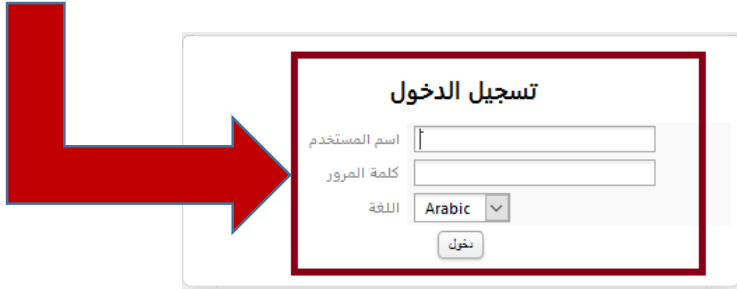 تسجيل الدخول
اسم المستخدم
كلمة المرور
اللغة Arabic
دخول